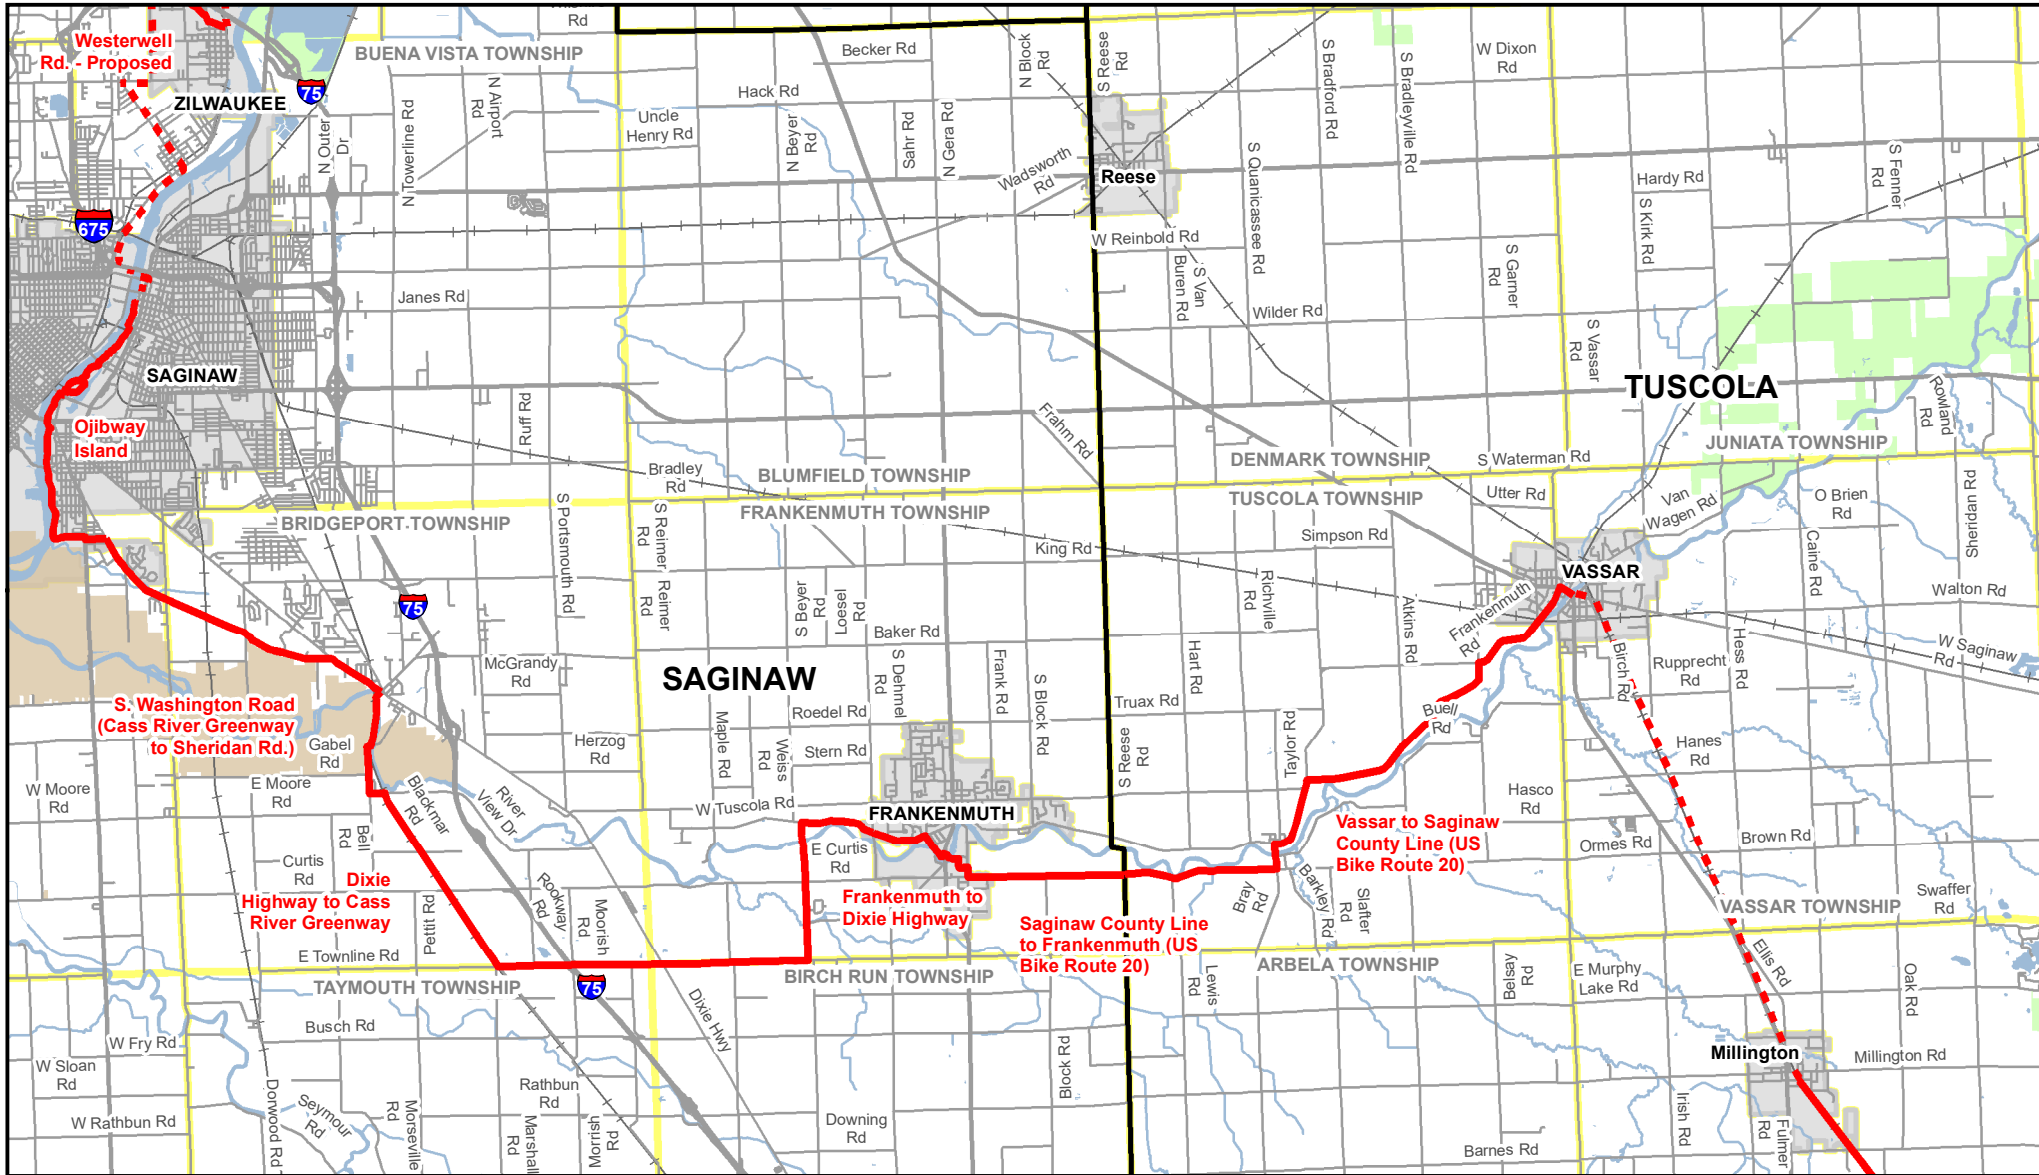 Rd
Westerwell
Rd. - Proposed
BUENA VISTA TOWNSHIP
Becker Rd
N Block
Rd
S Reese
Rd
S Bradford Rd
S Bradleyville Rd
W Dixon
Rd
ZILWAUKEE
75
N Outer
Dr
N Towerline Rd
N Airport
Rd
Hack Rd
Uncle
Henry Rd
N Beyer
Rd
Sahr Rd
N Gera Rd
Wadsworth
Rd
Reese
S Quanicassee Rd
Hardy Rd
S Kirk Rd
S Fenner
Rd
675
W Reinbold Rd
S Van
Buren Rd
S Garner
Rd
Janes Rd
Wilder Rd
S Vassar
Rd
SAGINAW
TUSCOLA
Rowland
Rd
Ojibway
Island
Ruff Rd
Frahm Rd
JUNIATA TOWNSHIP
Bradley
Rd
BLUMFIELD TOWNSHIP
DENMARK TOWNSHIP
S Waterman Rd
BRIDGEPORT TOWNSHIP
S Portsmouth Rd
S Reimer
Rd
Reimer
Rd
FRANKENMUTH TOWNSHIP
TUSCOLA TOWNSHIP
Utter Rd
Van
Wagen Rd
O Brien
Rd
Sheridan Rd
King Rd
Simpson Rd
Caine Rd
VASSAR
75
S Beyer
Rd
Loesel
Rd
Richville
Rd
Atkins Rd
Frankenmuth
Rd
Walton Rd
Baker Rd
W Saginaw
Rd
McGrandy
Rd
SAGINAW
S Dehmel
Rd
Frank Rd
S Block Rd
Hart Rd
Birch Rd
Rupprecht
Rd
Hess Rd
S. Washington Road
(Cass River Greenway
to Sheridan Rd.)
Gabel
Rd
Herzog
Rd
Maple Rd
Weiss
Rd
Roedel Rd
Stern Rd
Truax Rd
S Reese
Rd
Taylor Rd
Buell
Rd
Hanes
Rd
W Moore
Rd
E Moore
Rd
Blackmar
Rd
River
View Dr
W Tuscola Rd
FRANKENMUTH
Hasco
Rd
Bell
Rd
E Curtis
Rd
Vassar to Saginaw
County Line (US
Bike Route 20)
Ormes Rd
Brown Rd
Curtis
Rd
Dixie
Highway to Cass
River Greenway
Pettit Rd
Rookway
Rd
Moorish
Rd
Frankenmuth to
Dixie Highway
Saginaw County Line
to Frankenmuth (US
Bike Route 20)
Bray
Rd
Barkley Rd
Slafter
Rd
Swaffer
Rd
VASSAR TOWNSHIP
E Townline Rd
TAYMOUTH TOWNSHIP
75
BIRCH RUN TOWNSHIP
Lewis
Rd
ARBELA TOWNSHIP
Belsay
Rd
E Murphy
Lake Rd
Ellis Rd
Oak Rd
Busch Rd
Dixie Hwy
W Fry Rd
W Sloan
Rd
Block Rd
Millington
Millington Rd
Rathbun
Rd
W Rathbun Rd
Dorwood Rd
Seymour
Rd
Morseville
Rd
Marshall
Rd
Morrish
Rd
Downing
Rd
Barnes Rd
Irish Rd
Fulmer
Rd